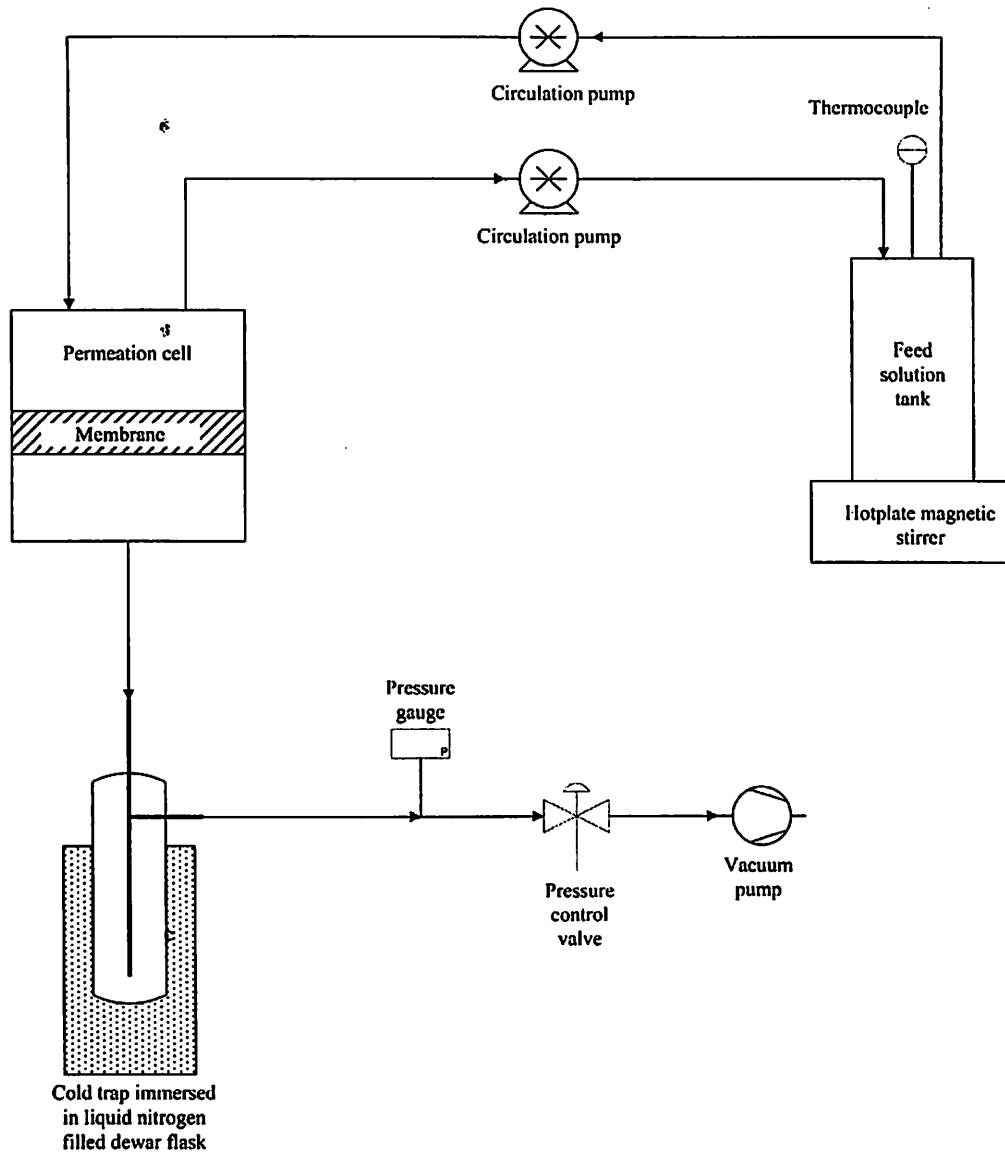 Circulation pump
Thermocouple
Circulation pump
Permeation cell
Membrane
Feed
solution
tank
Hotplate magnetic
stirrer
Pressure
gauge
P
Pressure
control
valve
Vacuum
pump
Cold trap immersed
in liquid nitrogen
filled dewar flask